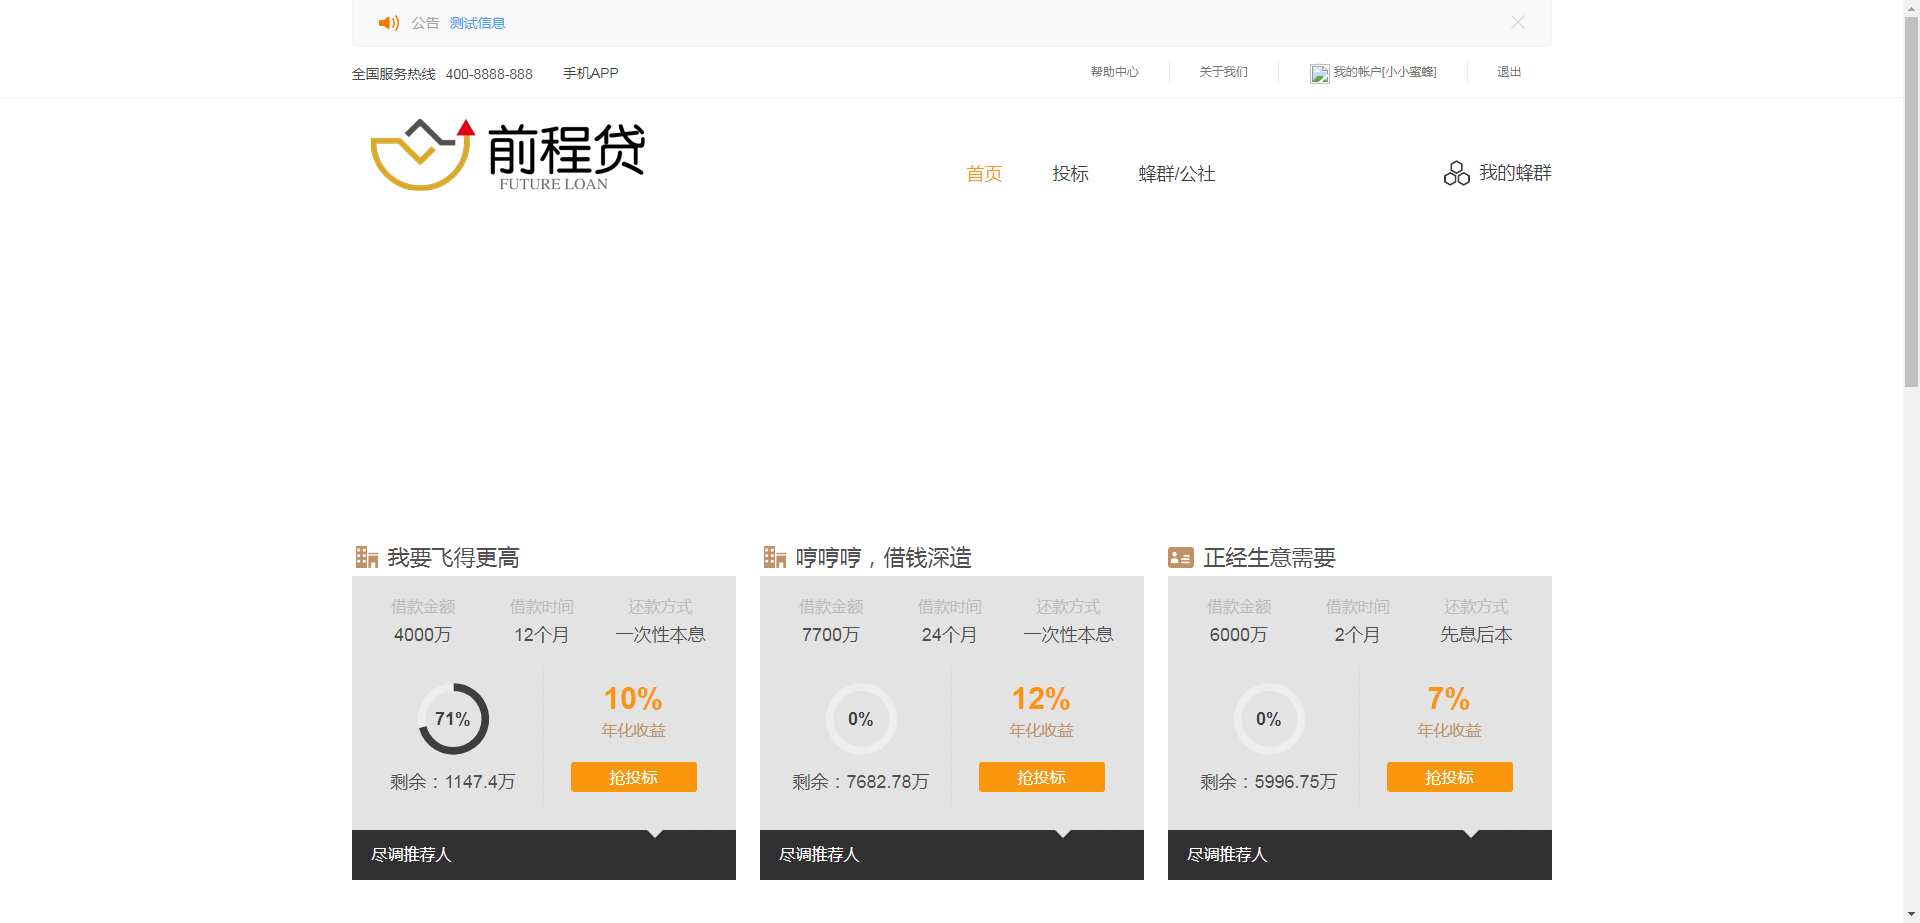 公告 测试信息
全国服务热线 400-8888-888 手机APP 帮助中心 关于我们 我的帐户[小小蜜蜂] 退出
前程贷
FUTURE LOAN
首页 投标 蜂群/公社 我的蜂群
我要飞得更高
借款金额 借款时间 还款方式
4000万 12个月 一次性本息
71%
10%
年化收益
剩余：1147.4万
抢投标
尽调推荐人
哼哼哼，借钱深造
借款金额 借款时间 还款方式
7700万 24个月 一次性本息
0%
12%
年化收益
剩余：7682.78万
抢投标
尽调推荐人
正经生意需要
借款金额 借款时间 还款方式
6000万 2个月 先息后本
0%
7%
年化收益
剩余：5996.75万
抢投标
尽调推荐人